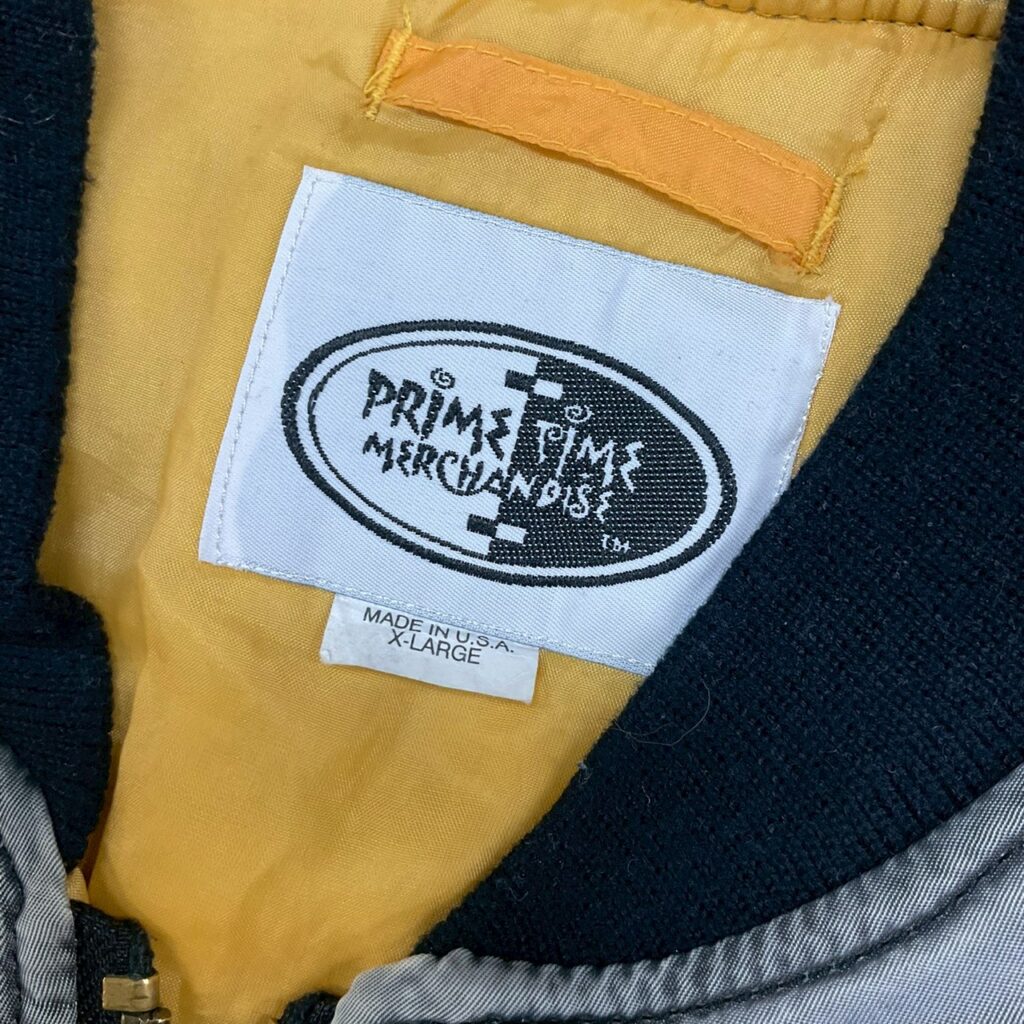 PRIME TIME
MERCHANDISE
TM
MADE IN U.S.A.
X-LARGE